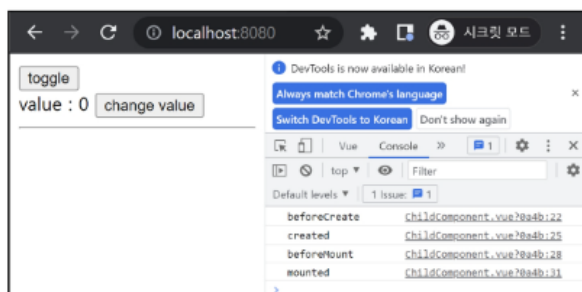 localhost:8080
시크릿 모드
toggle
value : 0 change value
DevTools is now available in Korean!
Always match Chrome's language
Switch DevTools to Korean Don't show again
Vue Console » 1
top ▼ Filter
Default levels ▼ 1 Issue: 1
beforeCreate ChildComponent.vue?0a4b:22
created ChildComponent.vue?0a4b:25
beforeMount ChildComponent.vue?0a4b:28
mounted ChildComponent.vue?0a4b:31
>